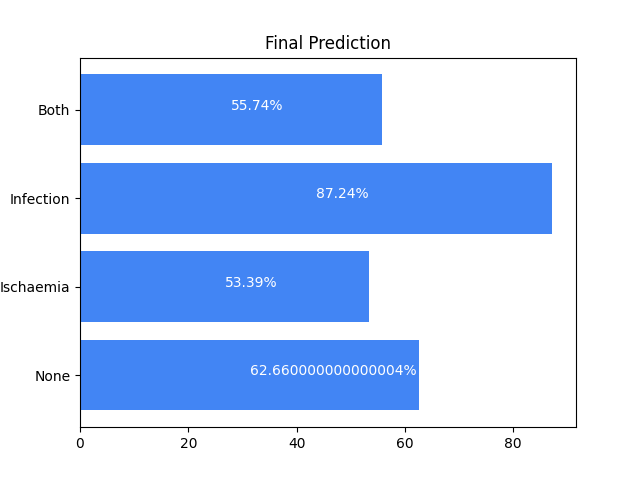 Final Prediction
Both
55.74%
Infection
87.24%
Ischaemia
53.39%
None
62.660000000000004%
0 20 40 60 80